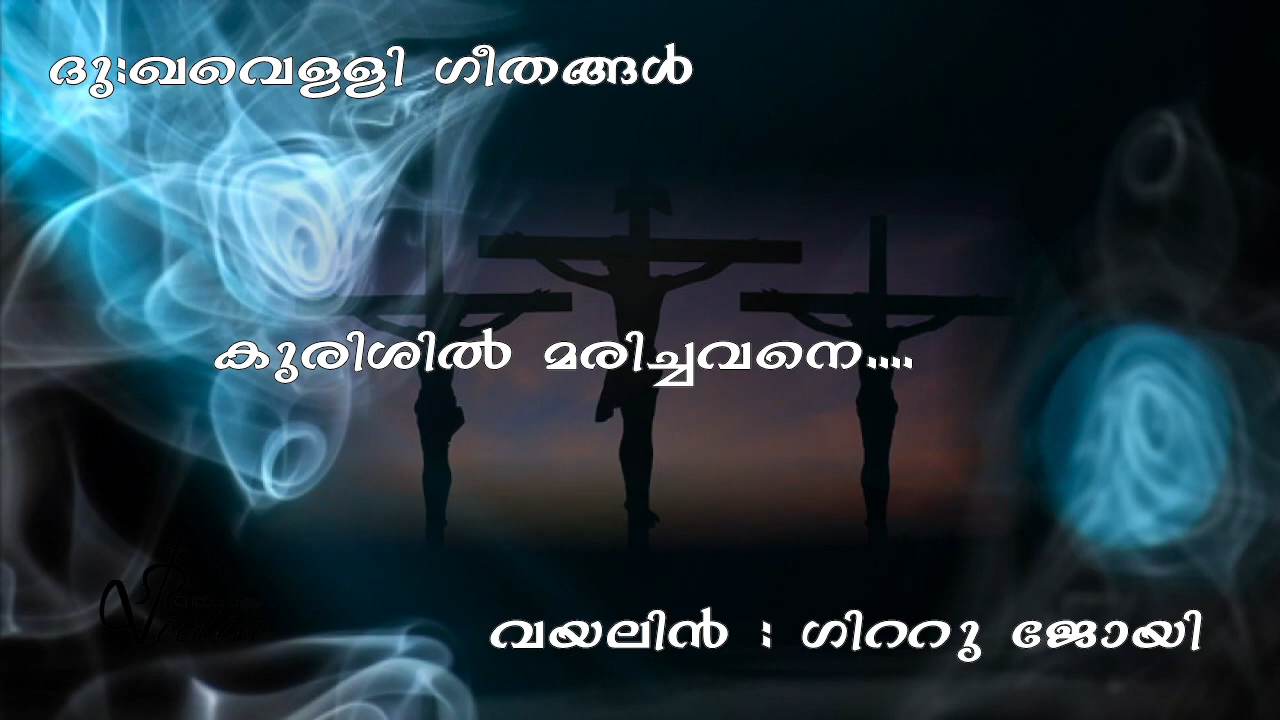 ദു:ഖവെള്ളി ഗീതങ്ങൾ
കുരിശിൽ മരിച്ചവനെ....
വയലിൻ : ഗിററു ജോയി